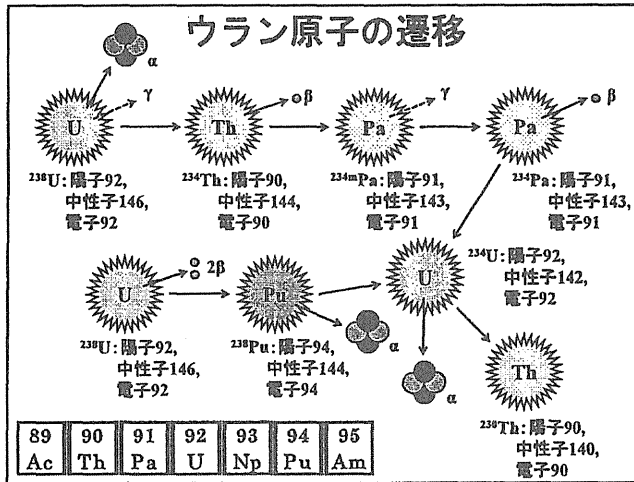 ウラン原子の遷移
α
γ
β
γ
β
U
Th
Pa
Pa
²³⁸U:陽子92,
中性子146,
電子92
²³⁴Th:陽子90,
中性子144,
電子90
²³⁴ᵐPa:陽子91,
中性子143,
電子91
²³⁴Pa:陽子91,
中性子143,
電子91
2β
U
Pu
U
²³⁴U:陽子92,
中性子142,
電子92
²³⁸U:陽子92,
中性子146,
電子92
²³⁸Pu:陽子94,
中性子144,
電子94
α
α
Th
²³⁰Th:陽子90,
中性子140,
電子90
89 90 91 92 93 94 95
Ac Th Pa U Np Pu Am